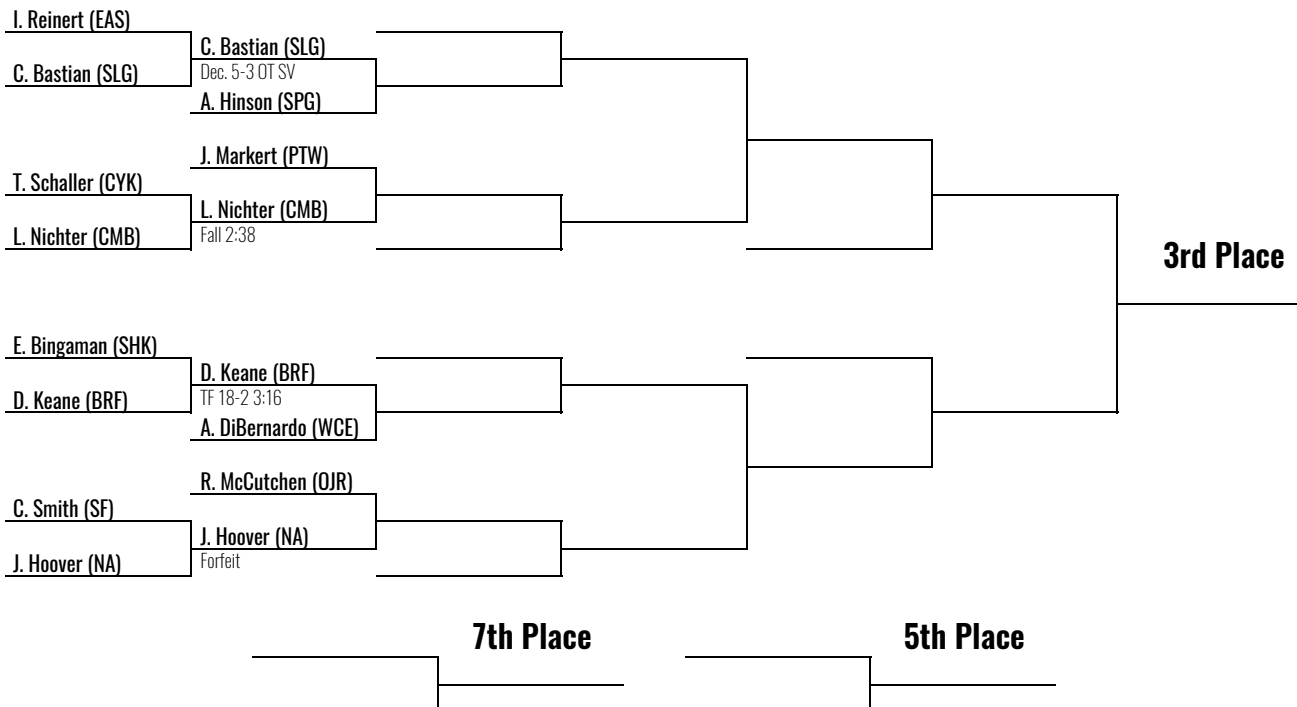 I. Reinert (EAS)
C. Bastian (SLG)
C. Bastian (SLG)
Dec. 5-3 OT SV
A. Hinson (SPG)
J. Markert (PTW)
T. Schaller (CYK)
L. Nichter (CMB)
L. Nichter (CMB)
Fall 2:38
3rd Place
E. Bingaman (SHK)
D. Keane (BRF)
D. Keane (BRF)
TF 18-2 3:16
A. DiBernardo (WCE)
R. McCutchen (OJR)
C. Smith (SF)
J. Hoover (NA)
J. Hoover (NA)
Forfeit
7th Place
5th Place